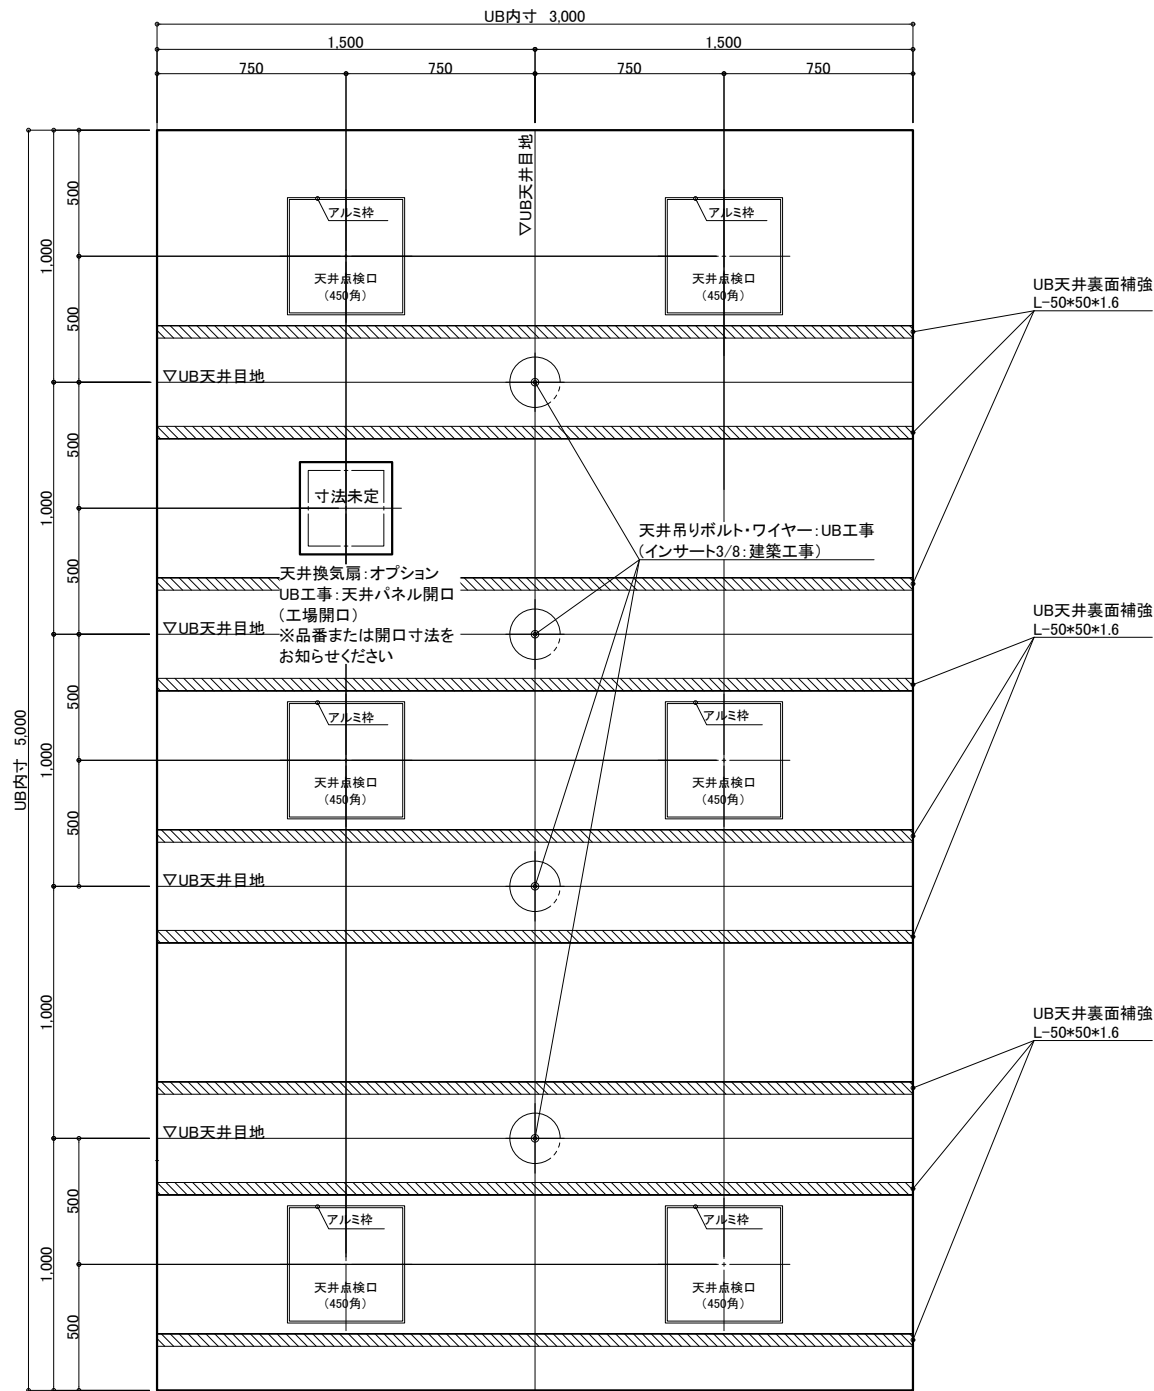 UB内寸 3,000
1,500
1,500
750
750
750
750
▽UB天井目地
UB内寸 5,000
1,000
500
500
アルミ枠
天井点検口
(450角)
アルミ枠
天井点検口
(450角)
UB天井裏面補強
L-50*50*1.6
▽UB天井目地
1,000
500
500
寸法未定
天井換気扇:オプション
UB工事:天井パネル開口
(工場開口)
※品番または開口寸法を
お知らせください
天井吊りボルト・ワイヤー:UB工事
(インサート3/8:建築工事)
▽UB天井目地
UB天井裏面補強
L-50*50*1.6
1,000
500
500
アルミ枠
天井点検口
(450角)
アルミ枠
天井点検口
(450角)
▽UB天井目地
1,000
UB天井裏面補強
L-50*50*1.6
▽UB天井目地
1,000
500
500
アルミ枠
天井点検口
(450角)
アルミ枠
天井点検口
(450角)